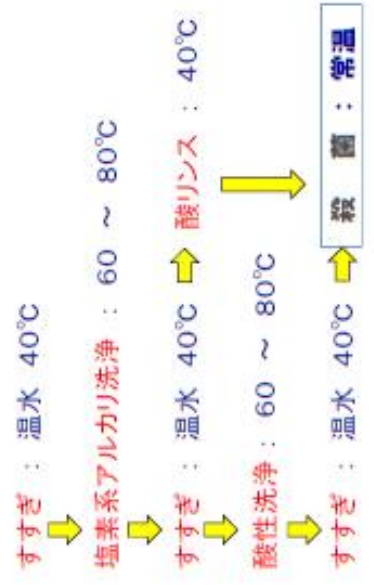 すすぎ : 温水 40℃
塩素系アルカリ洗浄 : 60 ～ 80℃
すすぎ : 温水 40℃
酸リンス : 40℃
酸性洗浄 : 60 ～ 80℃
すすぎ : 温水 40℃
殺 菌 : 常温